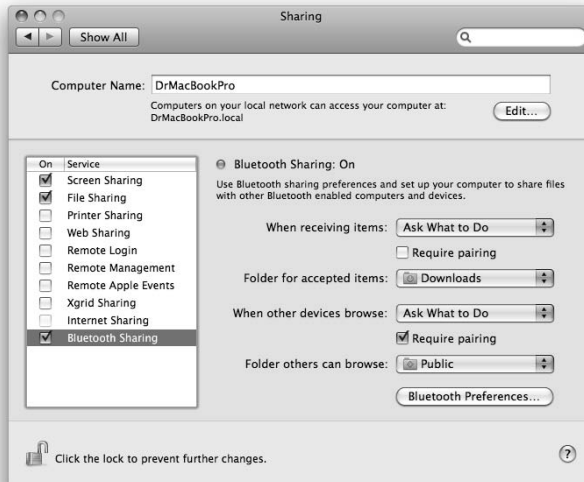 Sharing
Show All
Computer Name: DrMacBookPro
Computers on your local network can access your computer at:
DrMacBookPro.local
Edit...
On Service
Screen Sharing
File Sharing
Printer Sharing
Web Sharing
Remote Login
Remote Management
Remote Apple Events
Xgrid Sharing
Internet Sharing
Bluetooth Sharing
Bluetooth Sharing: On
Use Bluetooth sharing preferences and set up your computer to share files
with other Bluetooth enabled computers and devices.
When receiving items: Ask What to Do
Require pairing
Folder for accepted items: Downloads
When other devices browse: Ask What to Do
Require pairing
Folder others can browse: Public
Bluetooth Preferences...
Click the lock to prevent further changes.
?